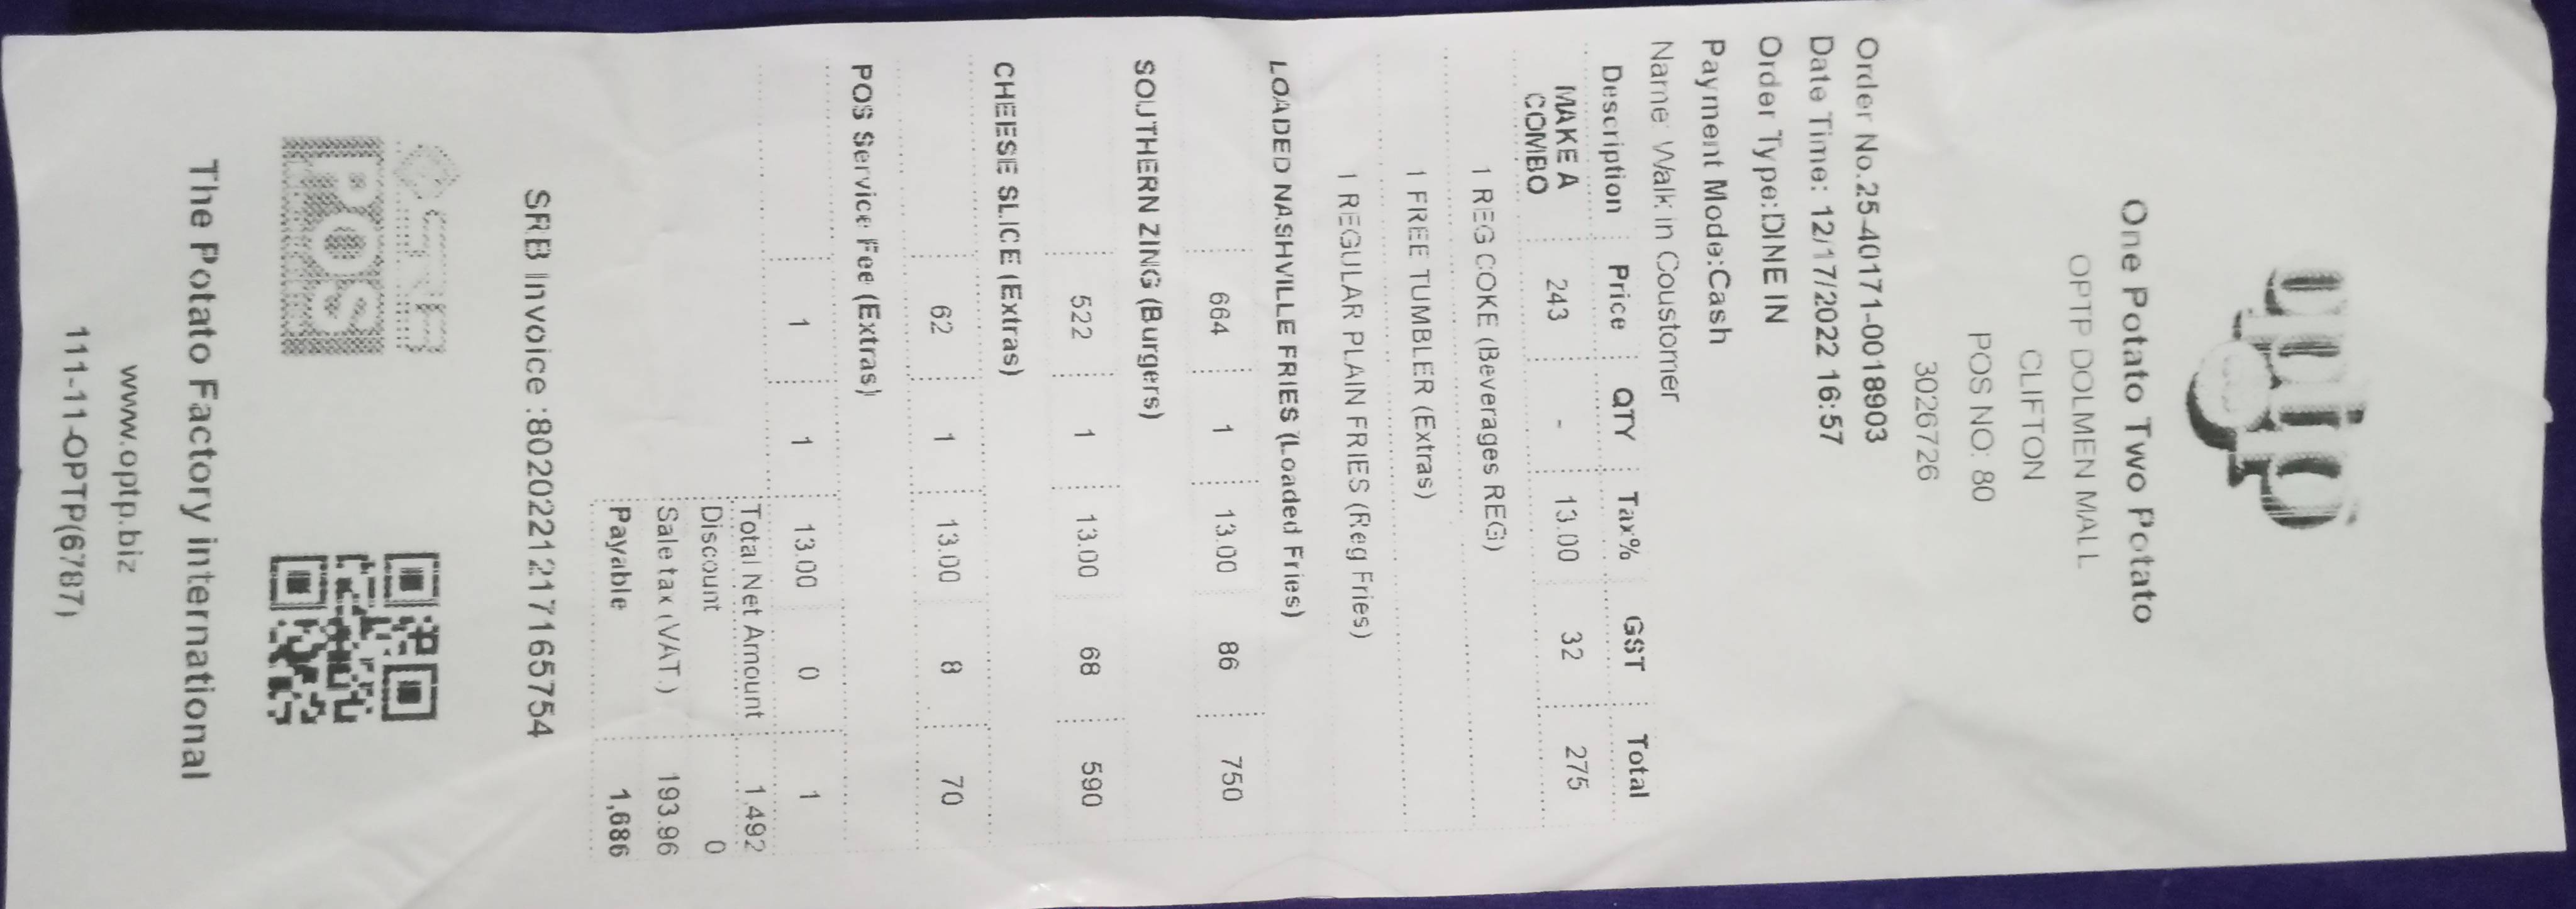 optp
One Potato Two Potato
OPTP DOLMEN MALL
CLIFTON
POS NO: 80
3026726
Order No.25-40171-0018903
Date Time: 12/17/2022 16:57
Order Type:DINE IN
Payment Mode:Cash
Name: Walk in Coustomer
Description Price QTY Tax% GST Total
MAKE A COMBO 243 - 13.00 32 275
1 REG COKE (Beverages REG)
1 FREE TUMBLER (Extras)
1 REGULAR PLAIN FRIES (Reg Fries)
LOADED NASHVILLE FRIES (Loaded Fries)
664 1 13.00 86 750
SOUTHERN ZING (Burgers)
522 1 13.00 68 590
CHEESE SLICE (Extras)
62 1 13.00 8 70
POS Service Fee (Extras)
1 1 13.00 0 1
Total Net Amount 1,492
Discount 0
Sale tax (VAT ) 193.96
Payable 1,686
SRB Invoice :80202212171165754
POS
The Potato Factory international
www.optp.biz
111-11-OPTP(6787)